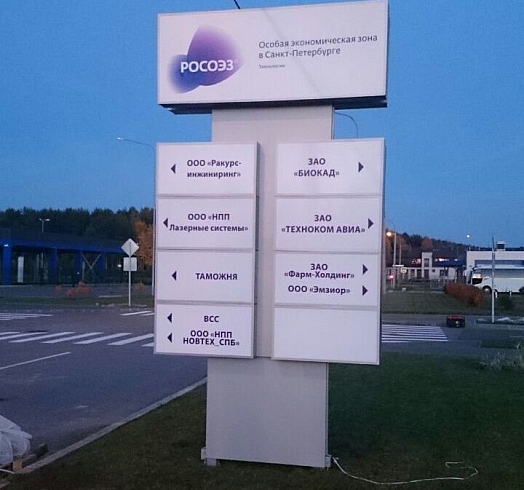 РОСОЭЗ
Особая экономическая зона
в Санкт-Петербурге
Технологии
ООО «Ракурс-
инжиниринг»
ООО «НПП
Лазерные системы»
ТАМОЖНЯ
ВСС
ООО «НПП
НОВТЕХ_СПБ»
ЗАО
«БИОКАД»
ЗАО
«ТЕХНОКОМ АВИА»
ЗАО
«Фарм-Холдинг»
ООО «Эмзиор»